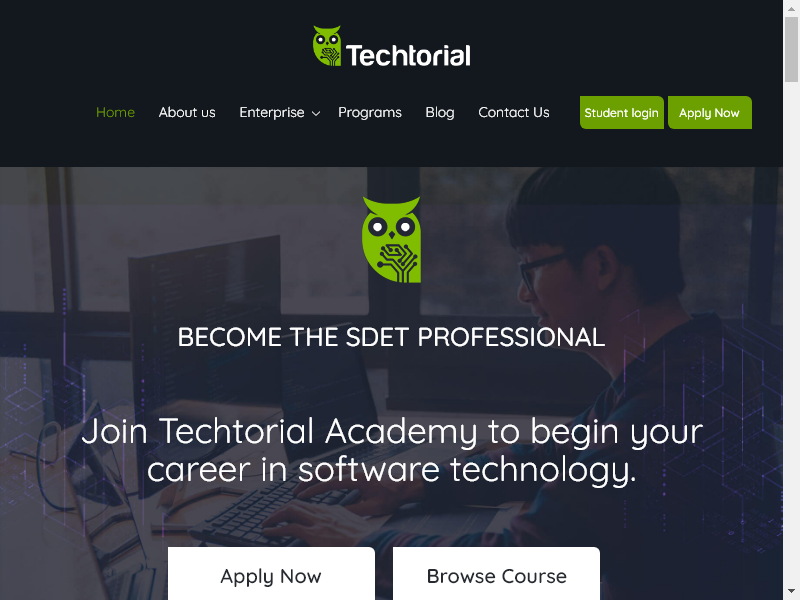 Techtorial
Home About us Enterprise Programs Blog Contact Us Student login Apply Now
BECOME THE SDET PROFESSIONAL
Join Techtorial Academy to begin your
career in software technology.
Apply Now Browse Course